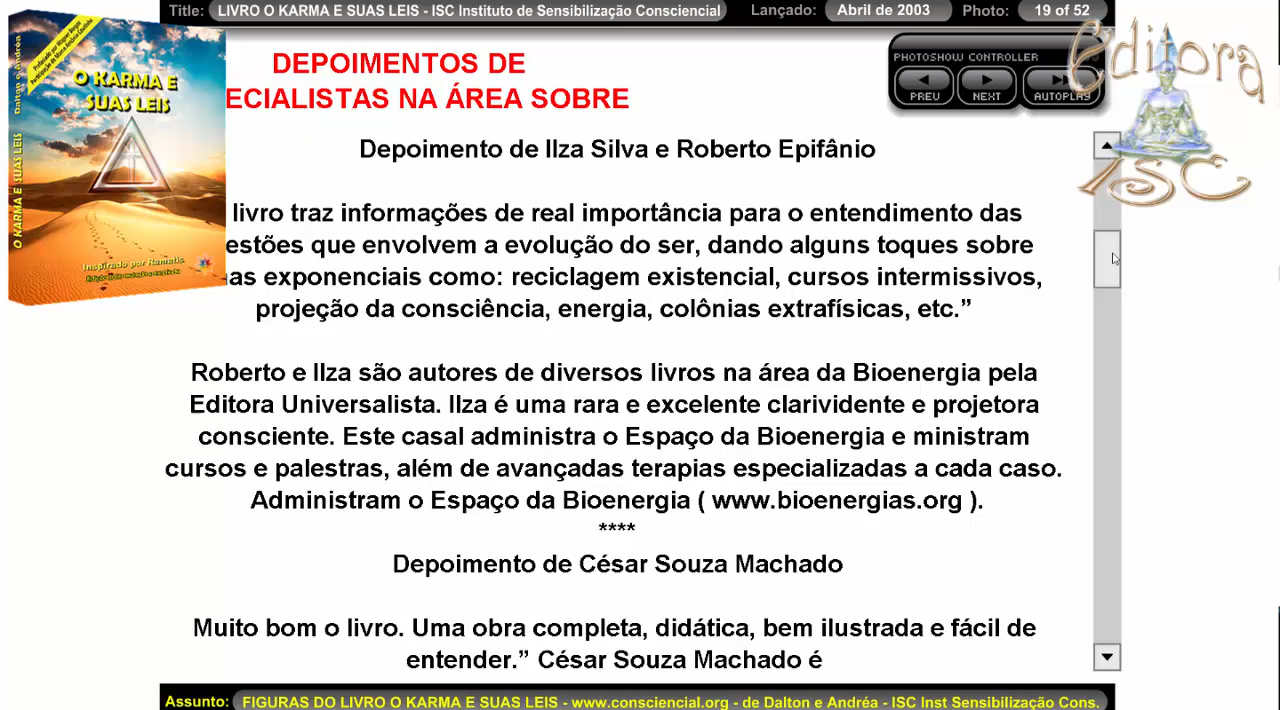 Title: LIVRO O KARMA E SUAS LEIS - ISC Instituto de Sensibilização Consciencial Lançado: Abril de 2003 Photo: 19 of 52
Dalton e Andréa
O KARMA E SUAS LEIS
O KARMA E
SUAS LEIS
Inspirado por Ramatís
DEPOIMENTOS DE
ECIALISTAS NA ÁREA SOBRE
PHOTOSHOW CONTROLLER
PREV NEXT AUTOPLAY
Editora
ISC
Depoimento de Ilza Silva e Roberto Epifânio
livro traz informações de real importância para o entendimento das
estões que envolvem a evolução do ser, dando alguns toques sobre
as exponenciais como: reciclagem existencial, cursos intermissivos,
projeção da consciência, energia, colônias extrafísicas, etc.”
Roberto e Ilza são autores de diversos livros na área da Bioenergia pela
Editora Universalista. Ilza é uma rara e excelente clarividente e projetora
consciente. Este casal administra o Espaço da Bioenergia e ministram
cursos e palestras, além de avançadas terapias especializadas a cada caso.
Administram o Espaço da Bioenergia ( www.bioenergias.org ).
****
Depoimento de César Souza Machado
Muito bom o livro. Uma obra completa, didática, bem ilustrada e fácil de
entender.” César Souza Machado é
Assunto: FIGURAS DO LIVRO O KARMA E SUAS LEIS - www.consciencial.org - de Dalton e Andréa - ISC Inst Sensibilização Cons.